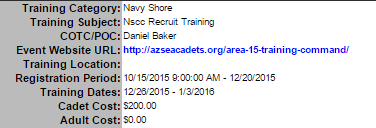 Training Category: Navy Shore
Training Subject: Nscc Recruit Training
COTC/POC: Daniel Baker
Event Website URL: http://azseacadets.org/area-15-training-command/
Training Location:
Registration Period: 10/15/2015 9:00:00 AM - 12/20/2015
Training Dates: 12/26/2015 - 1/3/2016
Cadet Cost: $200.00
Adult Cost: $0.00